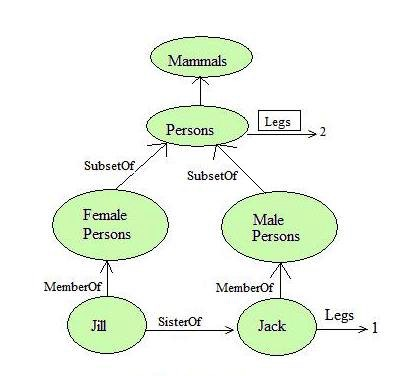 Mammals
Persons
Legs
2
SubsetOf
SubsetOf
Female
Persons
Male
Persons
MemberOf
MemberOf
Jill
SisterOf
Jack
Legs
1